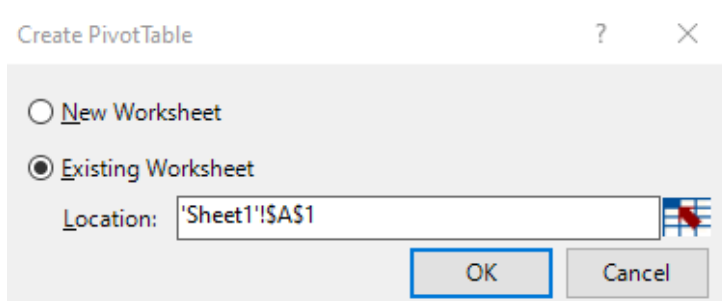 Create PivotTable ? ×
New Worksheet
Existing Worksheet
Location: 'Sheet1'!$A$1
OK Cancel